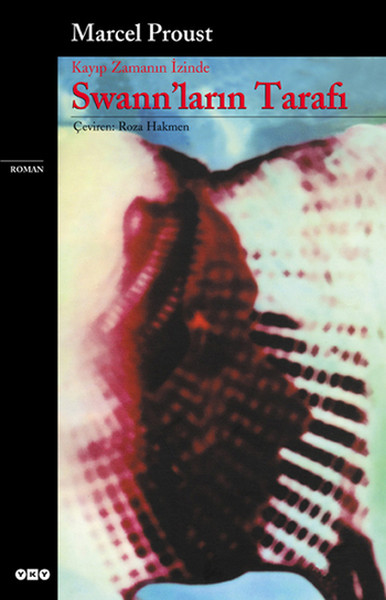 Marcel Proust
Kayıp Zamanın İzinde
Swann'ların Tarafı
Çeviren: Roza Hakmen
ROMAN
YKY